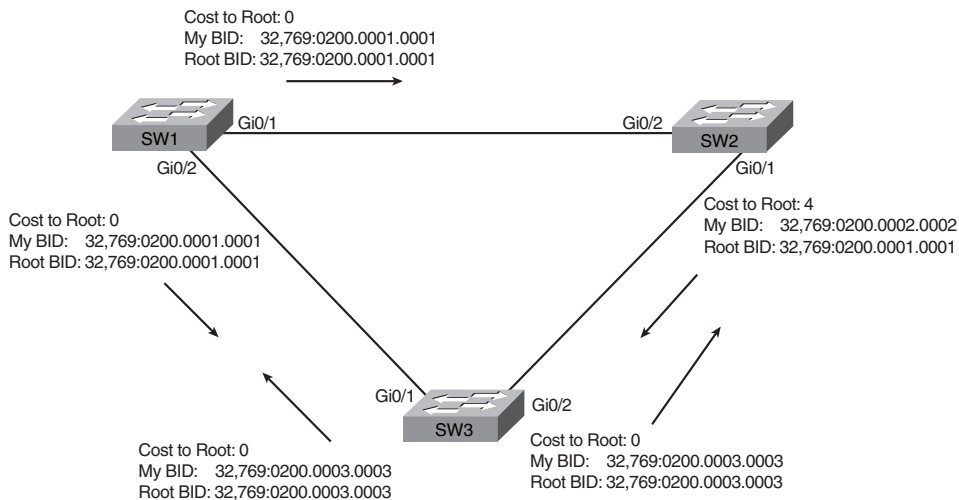 Cost to Root: 0
My BID: 32,769:0200.0001.0001
Root BID: 32,769:0200.0001.0001
Gi0/1
Gi0/2
SW1
SW2
Gi0/2
Gi0/1
Cost to Root: 0
My BID: 32,769:0200.0001.0001
Root BID: 32,769:0200.0001.0001
Cost to Root: 4
My BID: 32,769:0200.0002.0002
Root BID: 32,769:0200.0001.0001
Gi0/1
Gi0/2
SW3
Cost to Root: 0
My BID: 32,769:0200.0003.0003
Root BID: 32,769:0200.0003.0003
Cost to Root: 0
My BID: 32,769:0200.0003.0003
Root BID: 32,769:0200.0003.0003